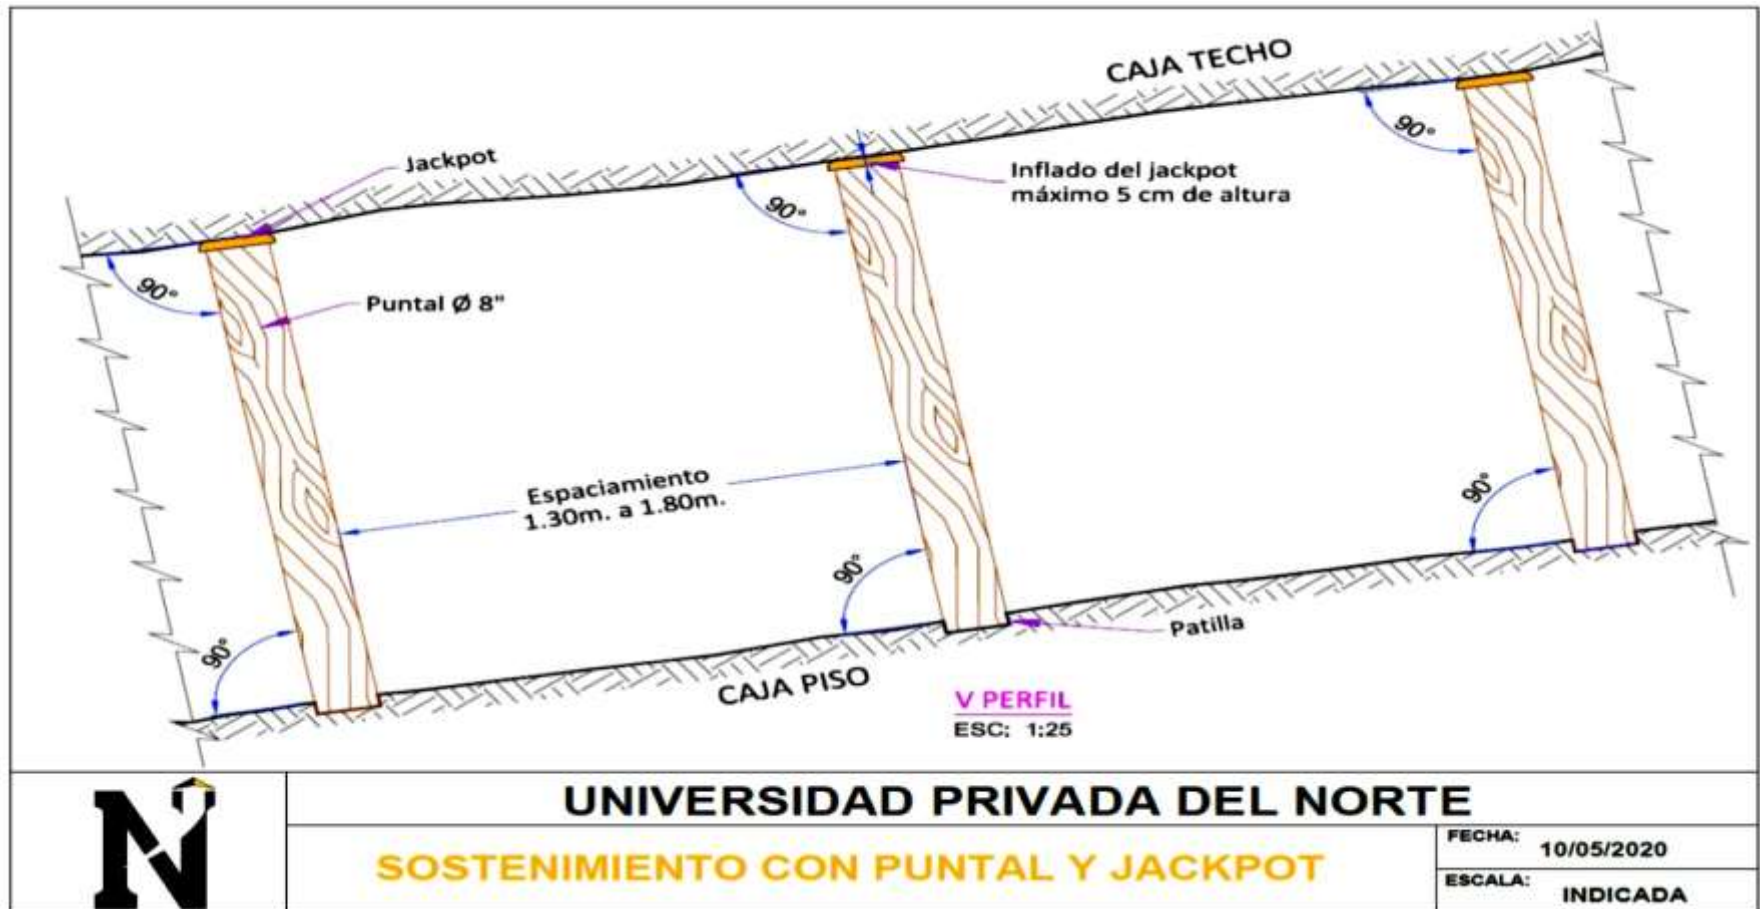 CAJA TECHO
Jackpot
Inflado del jackpot
máximo 5 cm de altura
90°
90°
90°
Puntal Ø 8"
Espaciamiento
1.30m. a 1.80m.
90°
90°
90°
Patilla
CAJA PISO
V PERFIL
ESC: 1:25
N
UNIVERSIDAD PRIVADA DEL NORTE
SOSTENIMIENTO CON PUNTAL Y JACKPOT
FECHA: 10/05/2020
ESCALA: INDICADA